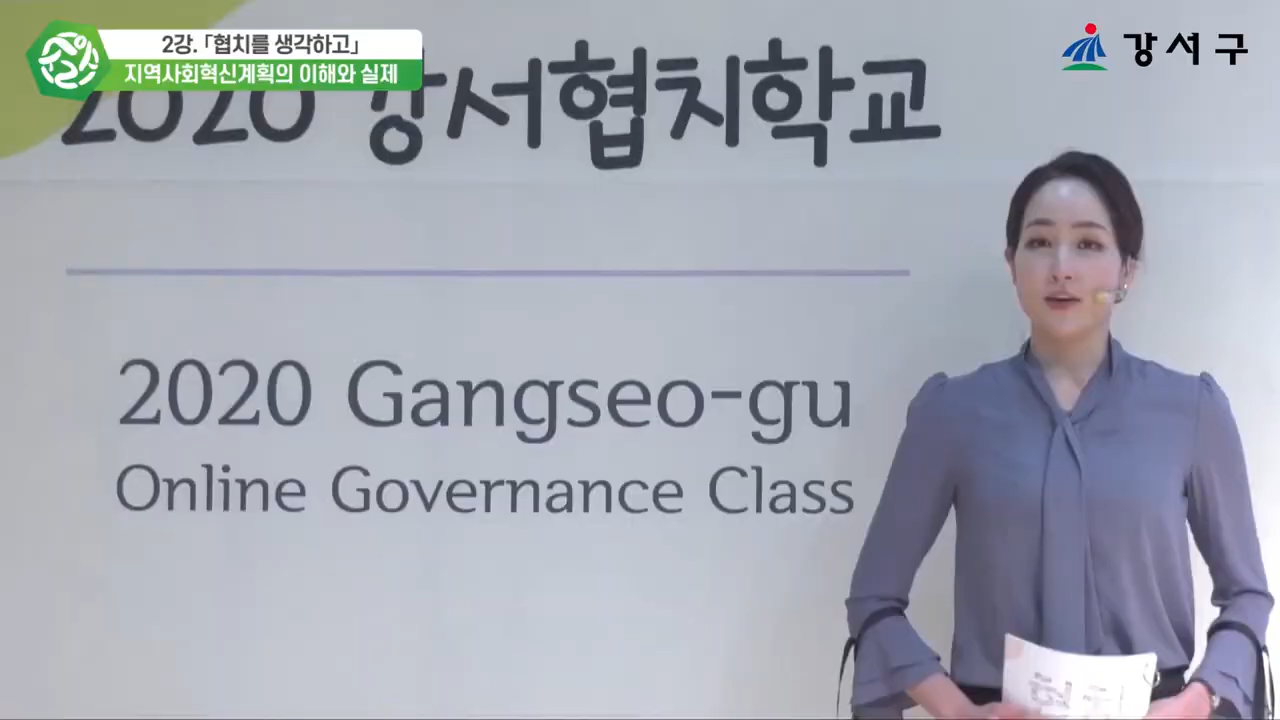 2강. 「협치를 생각하고」
지역사회혁신계획의 이해와 실제
강서구
2020 강서협치학교
2020 Gangseo-gu
Online Governance Class
협치